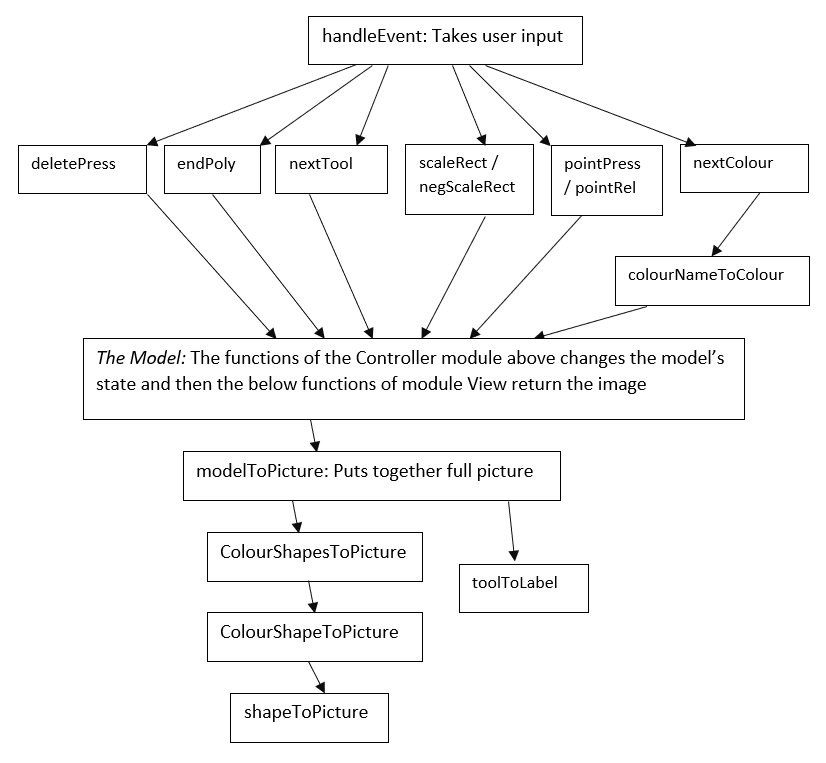 handleEvent: Takes user input
deletePress
endPoly
nextTool
scaleRect /
negScaleRect
pointPress
/ pointRel
nextColour
colourNameToColour
The Model: The functions of the Controller module above changes the model’s
state and then the below functions of module View return the image
modelToPicture: Puts together full picture
ColourShapesToPicture
toolToLabel
ColourShapeToPicture
shapeToPicture